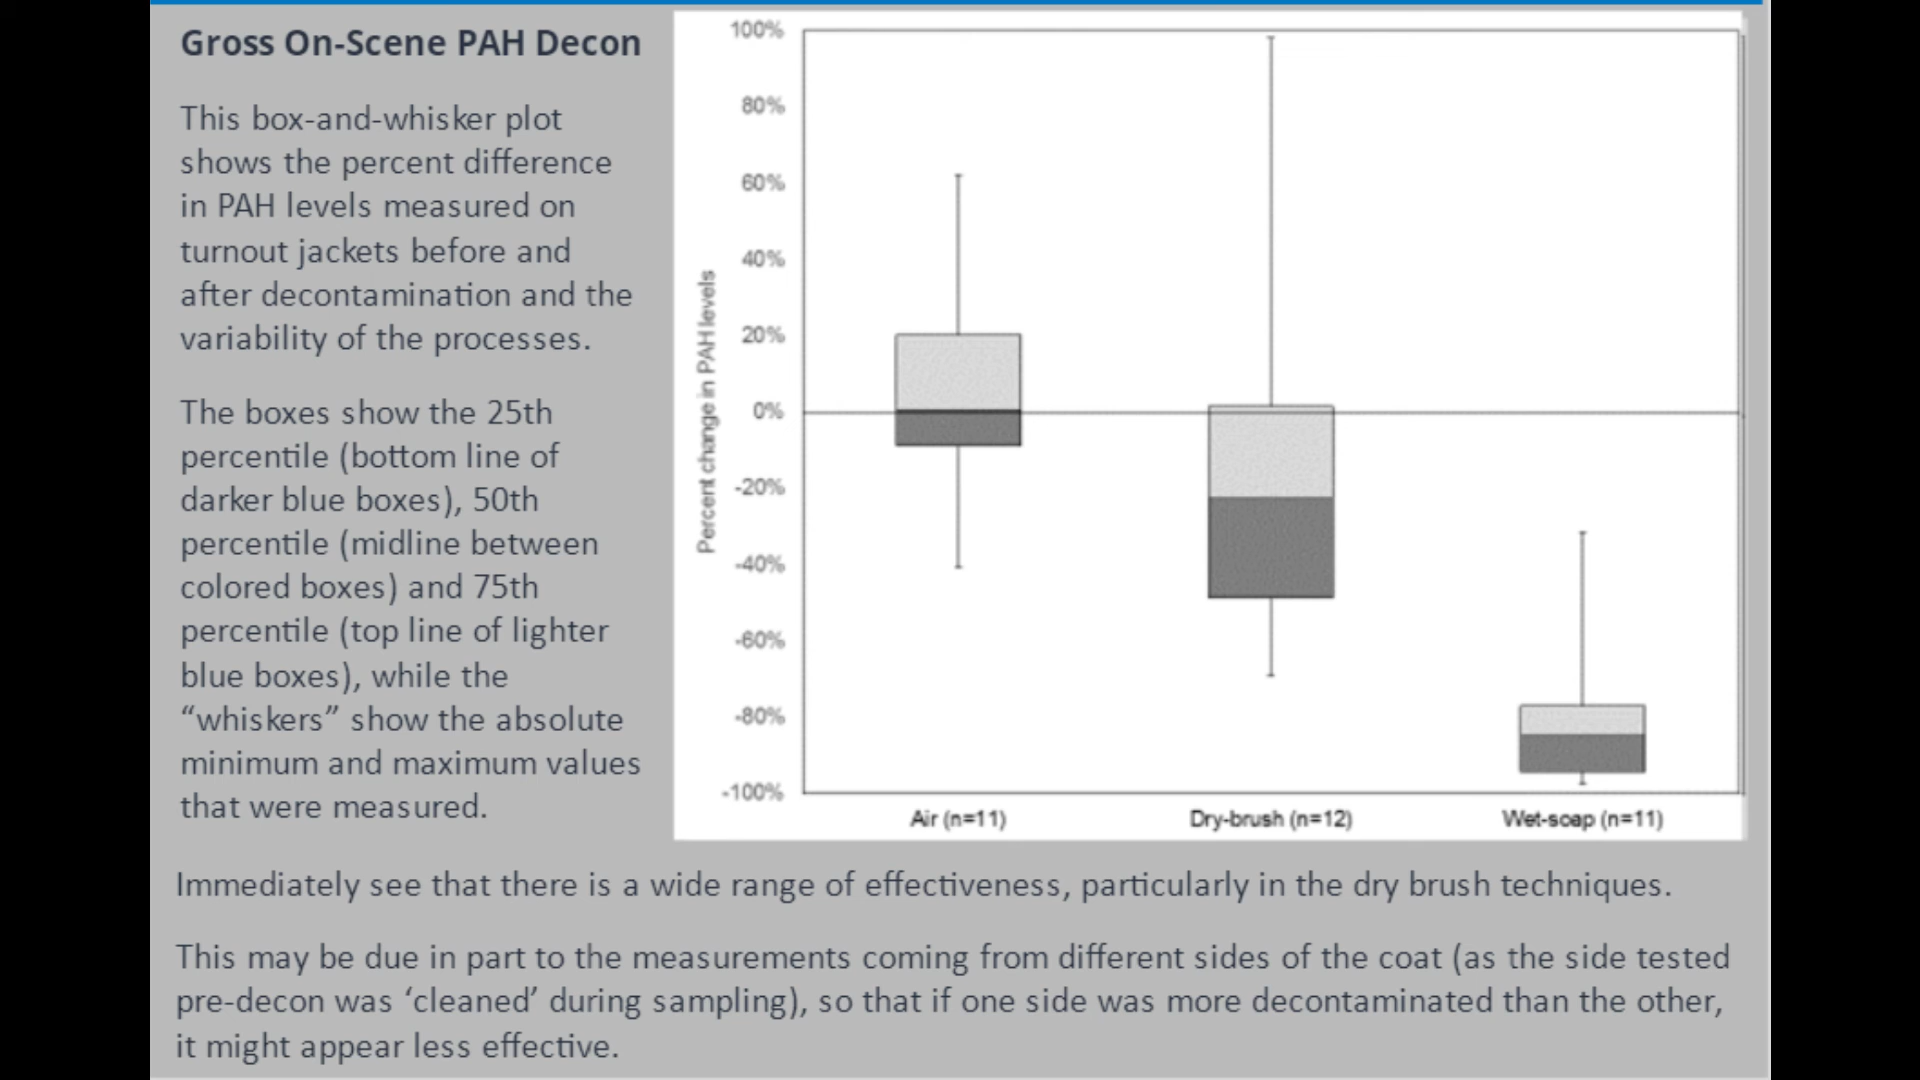 Gross On-Scene PAH Decon
This box-and-whisker plot
shows the percent difference
in PAH levels measured on
turnout jackets before and
after decontamination and the
variability of the processes.
The boxes show the 25th
percentile (bottom line of
darker blue boxes), 50th
percentile (midline between
colored boxes) and 75th
percentile (top line of lighter
blue boxes), while the
“whiskers” show the absolute
minimum and maximum values
that were measured.
Percent change in PAH levels
100%
80%
60%
40%
20%
0%
-20%
-40%
-60%
-80%
-100%
Air (n=11)
Dry-brush (n=12)
Wet-soap (n=11)
Immediately see that there is a wide range of effectiveness, particularly in the dry brush techniques.
This may be due in part to the measurements coming from different sides of the coat (as the side tested
pre-decon was ‘cleaned’ during sampling), so that if one side was more decontaminated than the other,
it might appear less effective.